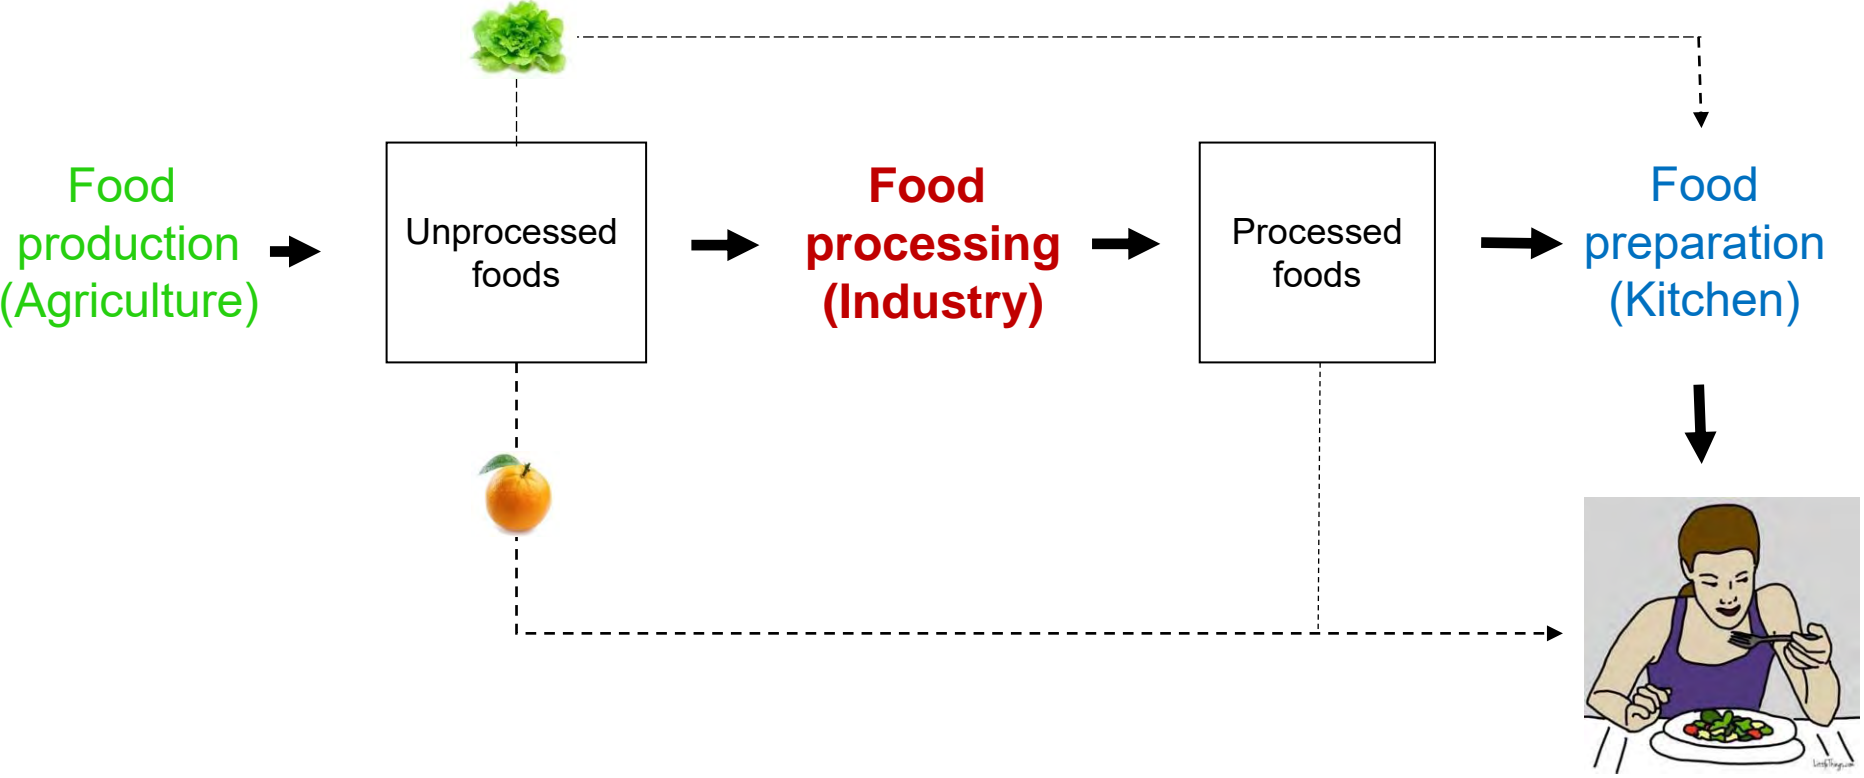 Food
production
(Agriculture)
Unprocessed
foods
Food
processing
(Industry)
Processed
foods
Food
preparation
(Kitchen)